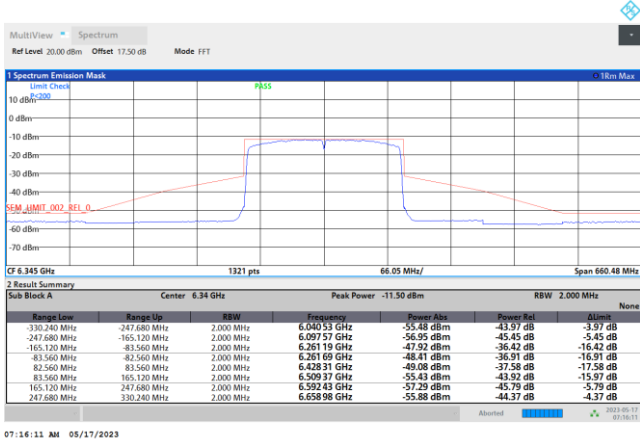 MultiView Spectrum
Ref Level 20.00 dBm Offset 17.50 dB Mode FFT
1 Spectrum Emission Mask 1Rm Max
Limit Check PASS
P<200
10 dBm
0 dBm
-10 dBm
-20 dBm
-30 dBm
-40 dBm
SEM_LIMIT_002_REL_0
-60 dBm
-70 dBm
CF 6.345 GHz 1321 pts 66.05 MHz/ Span 660.48 MHz
2 Result Summary
Sub Block A Center 6.34 GHz Peak Power -11.50 dBm RBW 2.000 MHz
None
Range Low Range Up RBW Frequency Power Abs Power Rel ΔLimit
-330.240 MHz -247.680 MHz 2.000 MHz 6.040 53 GHz -55.48 dBm -43.97 dB -3.97 dB
-247.680 MHz -165.120 MHz 2.000 MHz 6.097 57 GHz -56.95 dBm -45.45 dB -5.45 dB
-165.120 MHz -83.560 MHz 2.000 MHz 6.261 19 GHz -47.92 dBm -36.42 dB -16.42 dB
-83.560 MHz -82.560 MHz 2.000 MHz 6.261 69 GHz -48.41 dBm -36.91 dB -16.91 dB
82.560 MHz 83.560 MHz 2.000 MHz 6.428 31 GHz -49.08 dBm -37.58 dB -17.58 dB
83.560 MHz 165.120 MHz 2.000 MHz 6.509 37 GHz -55.43 dBm -43.92 dB -15.97 dB
165.120 MHz 247.680 MHz 2.000 MHz 6.592 43 GHz -57.29 dBm -45.79 dB -5.79 dB
247.680 MHz 330.240 MHz 2.000 MHz 6.658 98 GHz -55.88 dBm -44.37 dB -4.37 dB
Aborted 2023-05-17
07:16:11
07:16:11 AM 05/17/2023